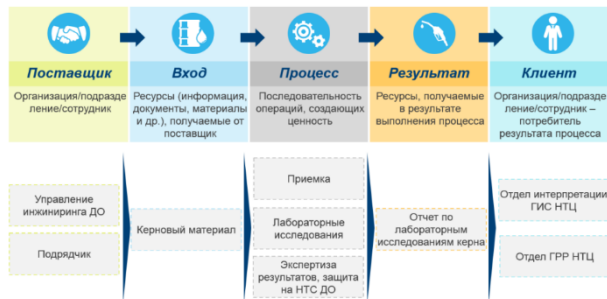 Поставщик
Организация/подразде
ление/сотрудник
Вход
Ресурсы (информация,
документы, материалы
и др.), получаемые от
поставщик
Процесс
Последовательность
операций, создающих
ценность
Результат
Ресурсы, получаемые
в результате
выполнения процесса
Клиент
Организация/подразде
ление/сотрудник –
потребитель
результата процесса
Управление
инжиниринга ДО
Подрядчик
Керновый материал
Приемка
Лабораторные
исследования
Экспертиза
результатов, защита
на НТС ДО
Отчет по
лабораторным
исследованиям керна
Отдел интерпретации
ГИС НТЦ
Отдел ГРР НТЦ